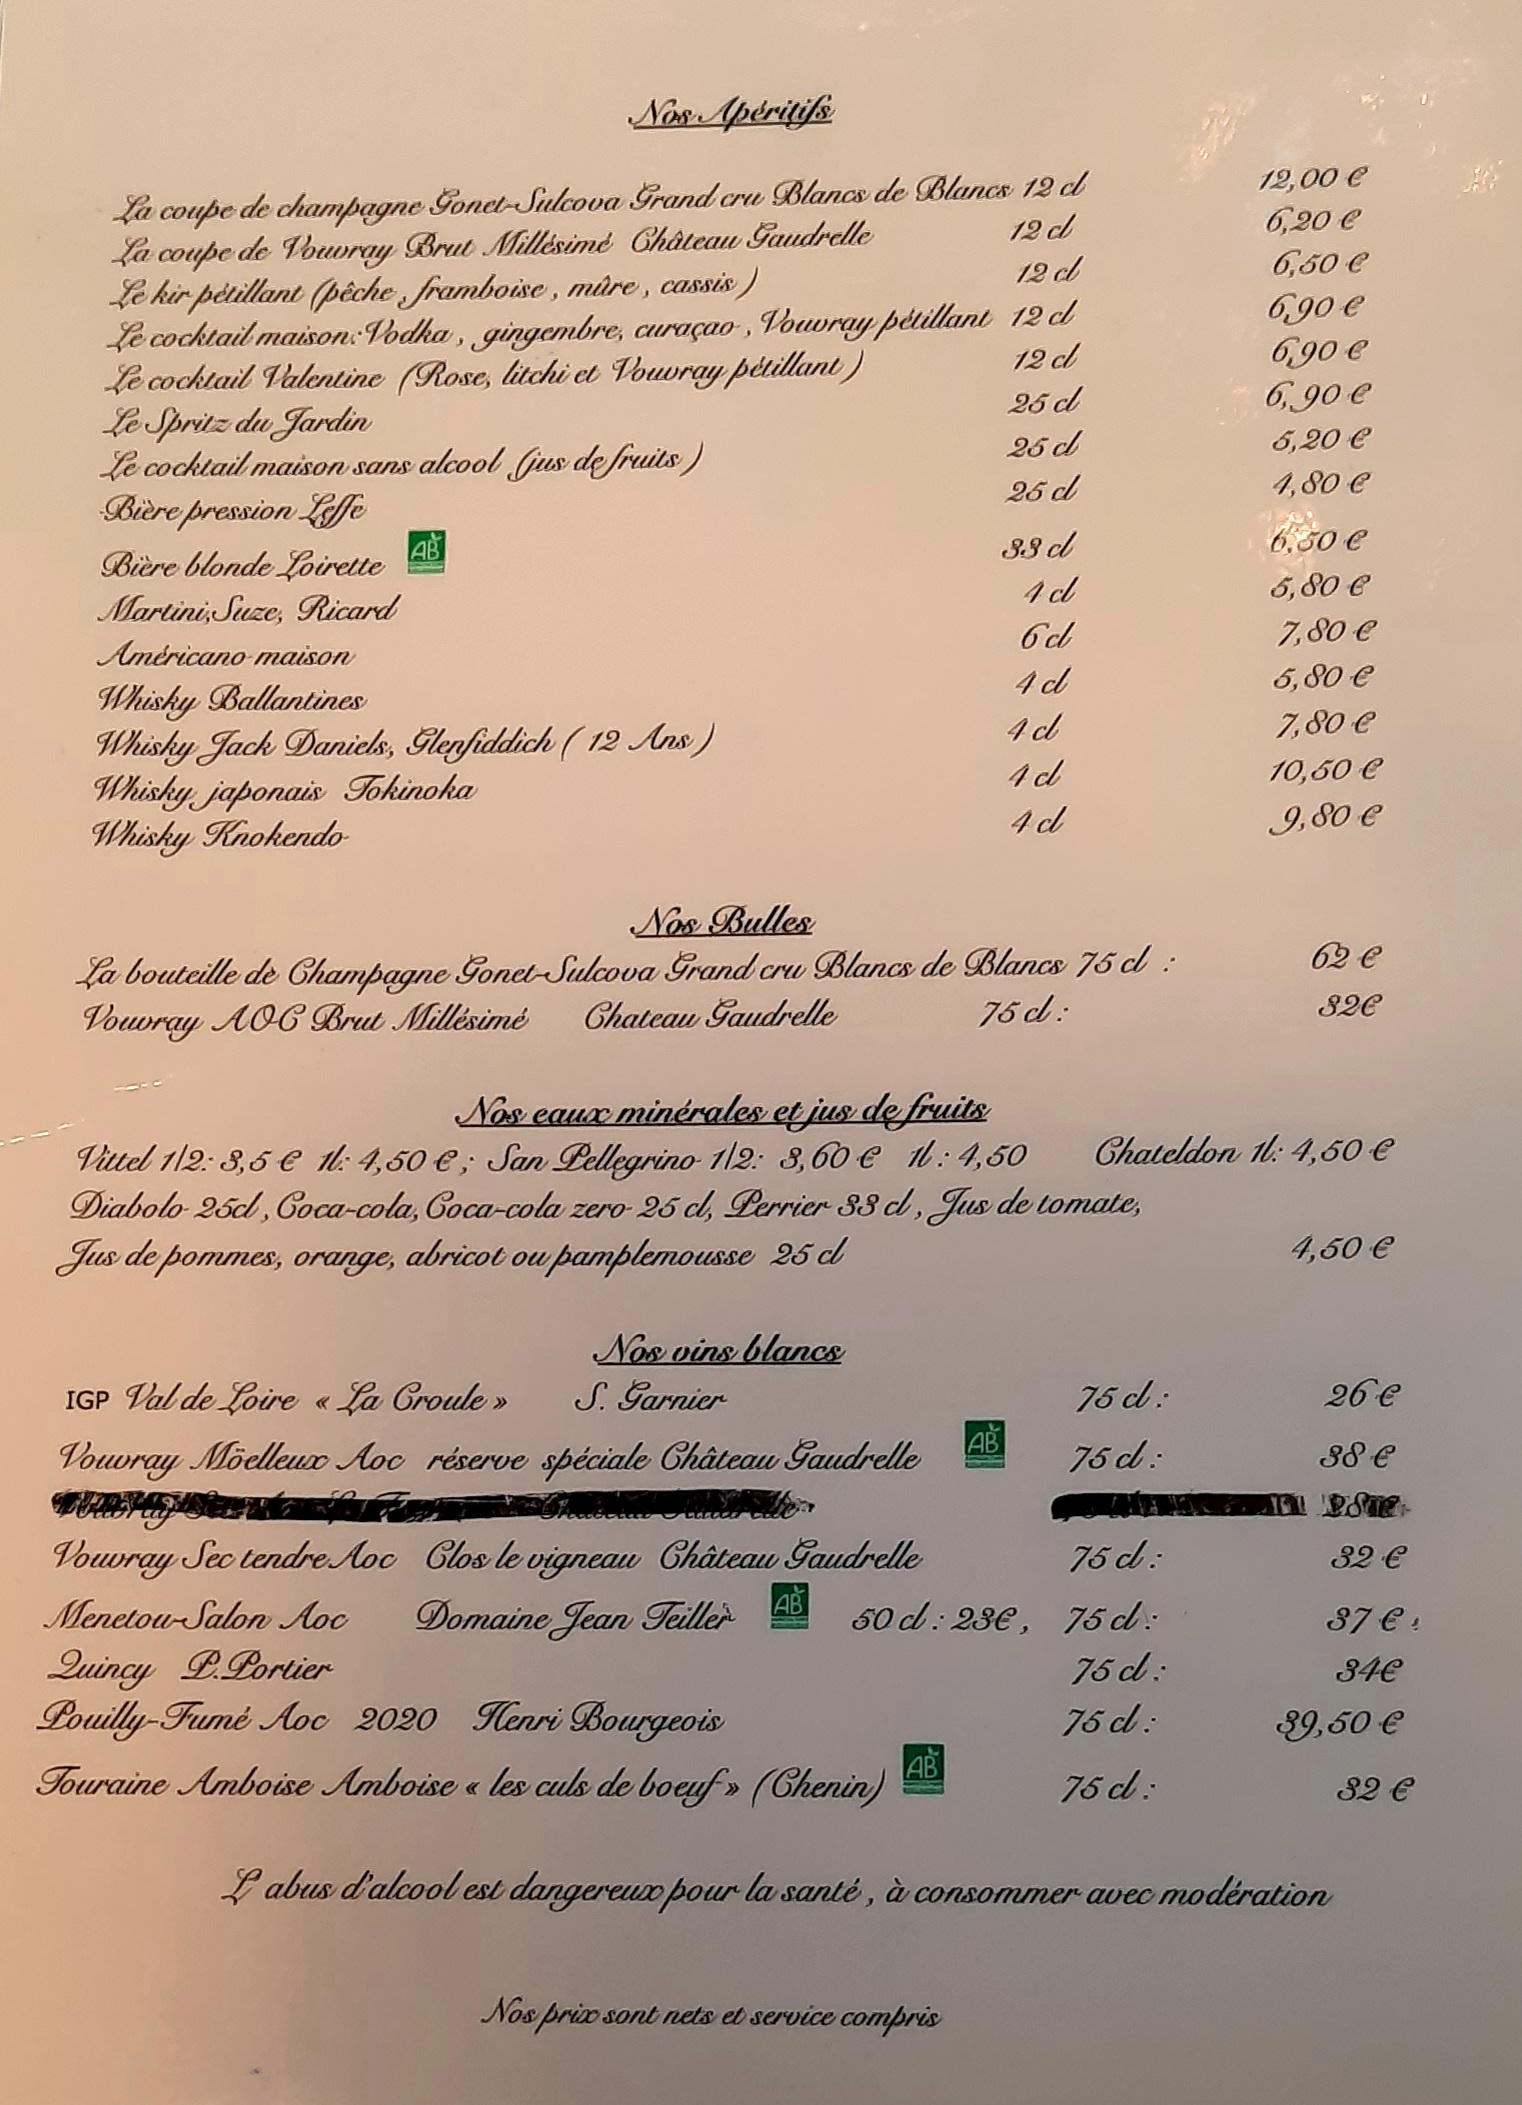 Nos Apéritifs
La coupe de champagne Gonet-Sulcova Grand cru Blancs de Blancs 12 cl 12,00 €
La coupe de Vouvray Brut Millésimé Château Gaudrelle 12 cl 6,20 €
Le kir pétillant (pêche, framboise, mûre, cassis) 12 cl 6,50 €
Le cocktail maison: Vodka, gingembre, curaçao, Vouvray pétillant 12 cl 6,90 €
Le cocktail Valentine (Rose, litchi et Vouvray pétillant) 12 cl 6,90 €
Le Spritz du Jardin 25 cl 6,90 €
Le cocktail maison sans alcool (jus de fruits) 25 cl 5,20 €
Bière pression Leffe 25 cl 4,80 €
Bière blonde Loirette AB 33 cl 6,50 €
Martini, Suze, Ricard 4 cl 5,80 €
Américano maison 6 cl 7,80 €
Whisky Ballantines 4 cl 5,80 €
Whisky Jack Daniels, Glenfiddich ( 12 Ans ) 4 cl 7,80 €
Whisky japonais Tokinoka 4 cl 10,50 €
Whisky Knokendo 4 cl 9,80 €
Nos Bulles
La bouteille de Champagne Gonet-Sulcova Grand cru Blancs de Blancs 75 cl : 62 €
Vouvray AOC Brut Millésimé Chateau Gaudrelle 75 cl : 32€
Nos eaux minérales et jus de fruits
Vittel 1/2: 3,5 € 1l: 4,50 € ; San Pellegrino 1/2: 3,60 € 1l : 4,50 Chateldon 1l: 4,50 €
Diabolo 25cl, Coca-cola, Coca-cola zero 25 cl, Perrier 33 cl, Jus de tomate,
Jus de pommes, orange, abricot ou pamplemousse 25 cl 4,50 €
Nos vins blancs
IGP Val de Loire « La Croule » S. Garnier 75 cl : 26 €
Vouvray Möelleux Aoc réserve spéciale Château Gaudrelle AB 75 cl : 38 €
Vouvray 28€
Vouvray Sec tendre Aoc Clos le vigneau Château Gaudrelle 75 cl : 32 €
Menetou-Salon Aoc Domaine Jean Teiller AB 50 cl : 23€, 75 cl : 37 €
Quincy P.Portier 75 cl : 34€
Pouilly-Fumé Aoc 2020 Henri Bourgeois 75 cl : 39,50 €
Touraine Amboise Amboise « les culs de boeuf » (Chenin) AB 75 cl : 32 €
L' abus d'alcool est dangereux pour la santé, à consommer avec modération
Nos prix sont nets et service compris